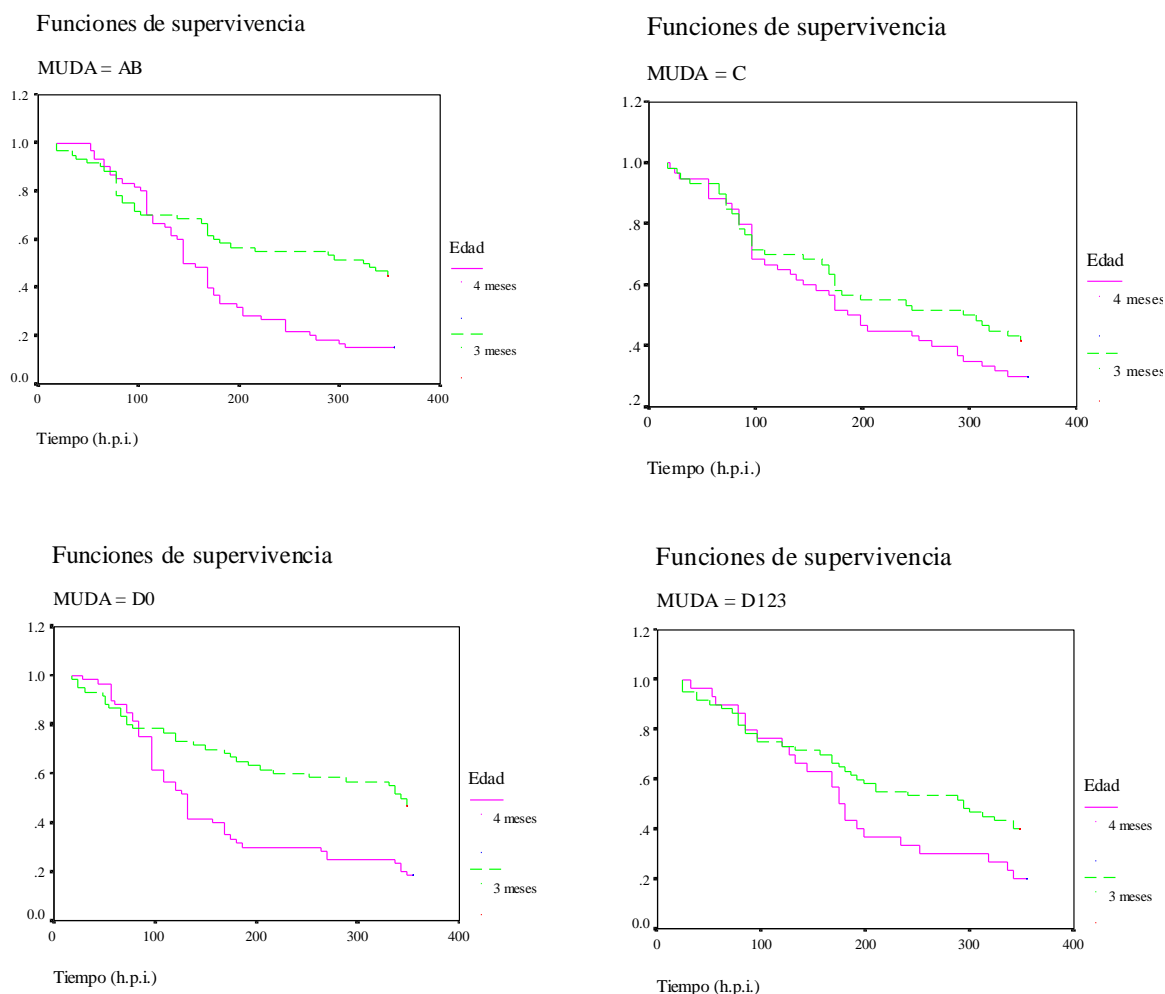 Funciones de supervivencia
MUDA = AB
1.2
1.0
.8
.6
.4
.2
0.0
0 100 200 300 400
Tiempo (h.p.i.)
Edad
4 meses
3 meses
Funciones de supervivencia
MUDA = C
1.2
1.0
.8
.6
.4
.2
0 100 200 300 400
Tiempo (h.p.i.)
Edad
4 meses
3 meses
Funciones de supervivencia
MUDA = D0
1.2
1.0
.8
.6
.4
.2
0.0
0 100 200 300 400
Tiempo (h.p.i.)
Edad
4 meses
3 meses
Funciones de supervivencia
MUDA = D123
1.2
1.0
.8
.6
.4
.2
0.0
0 100 200 300 400
Tiempo (h.p.i.)
Edad
4 meses
3 meses